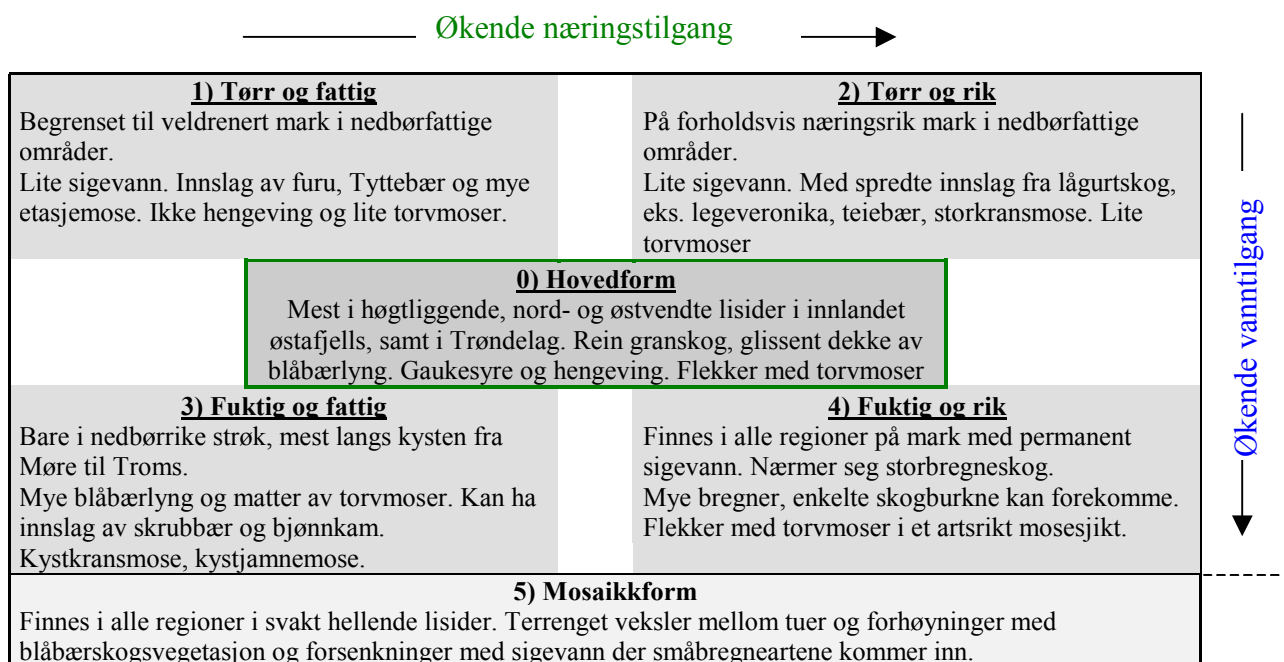 Økende næringstilgang
1) Tørr og fattig
Begrenset til veldrenert mark i nedbørfattige
områder.
Lite sigevann. Innslag av furu, Tyttebær og mye
etasjemose. Ikke hengeving og lite torvmoser.
2) Tørr og rik
På forholdsvis næringsrik mark i nedbørfattige
områder.
Lite sigevann. Med spredte innslag fra lågurtskog,
eks. legeveronika, teiebær, storkransmose. Lite
torvmoser
0) Hovedform
Mest i høgtliggende, nord- og østvendte lisider i innlandet
østafjells, samt i Trøndelag. Rein granskog, glissent dekke av
blåbærlyng. Gaukesyre og hengeving. Flekker med torvmoser
3) Fuktig og fattig
Bare i nedbørrike strøk, mest langs kysten fra
Møre til Troms.
Mye blåbærlyng og matter av torvmoser. Kan ha
innslag av skrubbær og bjønnkam.
Kystkransmose, kystjamnemose.
4) Fuktig og rik
Finnes i alle regioner på mark med permanent
sigevann. Nærmer seg storbregneskog.
Mye bregner, enkelte skogburkne kan forekomme.
Flekker med torvmoser i et artsrikt mosesjikt.
5) Mosaikkform
Finnes i alle regioner i svakt hellende lisider. Terrenget veksler mellom tuer og forhøyninger med
blåbærskogsvegetasjon og forsenkninger med sigevann der småbregneartene kommer inn.
Økende vanntilgang